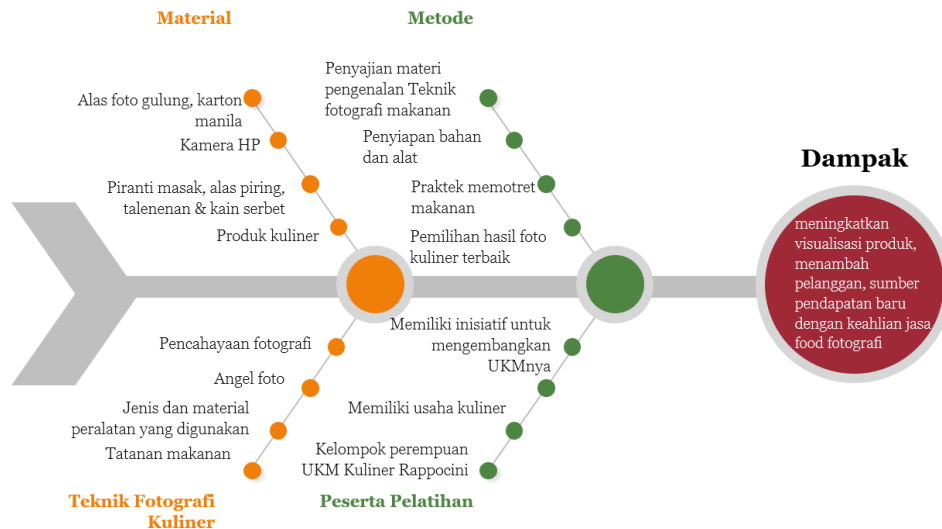 Material
Alas foto gulung, karton
manila
Kamera HP
Piranti masak, alas piring,
talenenan & kain serbet
Produk kuliner
Metode
Penyajian materi
pengenalan Teknik
fotografi makanan
Penyiapan bahan
dan alat
Praktek memotret
makanan
Pemilihan hasil foto
kuliner terbaik
Dampak
meningkatkan
visualisasi produk,
menambah
pelanggan, sumber
pendapatan baru
dengan keahlian jasa
food fotografi
Pencahayaan fotografi
Angel foto
Jenis dan material
peralatan yang digunakan
Tatanan makanan
Teknik Fotografi
Kuliner
Memiliki inisiatif untuk
mengembangkan
UKMnya
Memiliki usaha kuliner
Kelompok perempuan
UKM Kuliner Rappocini
Peserta Pelatihan